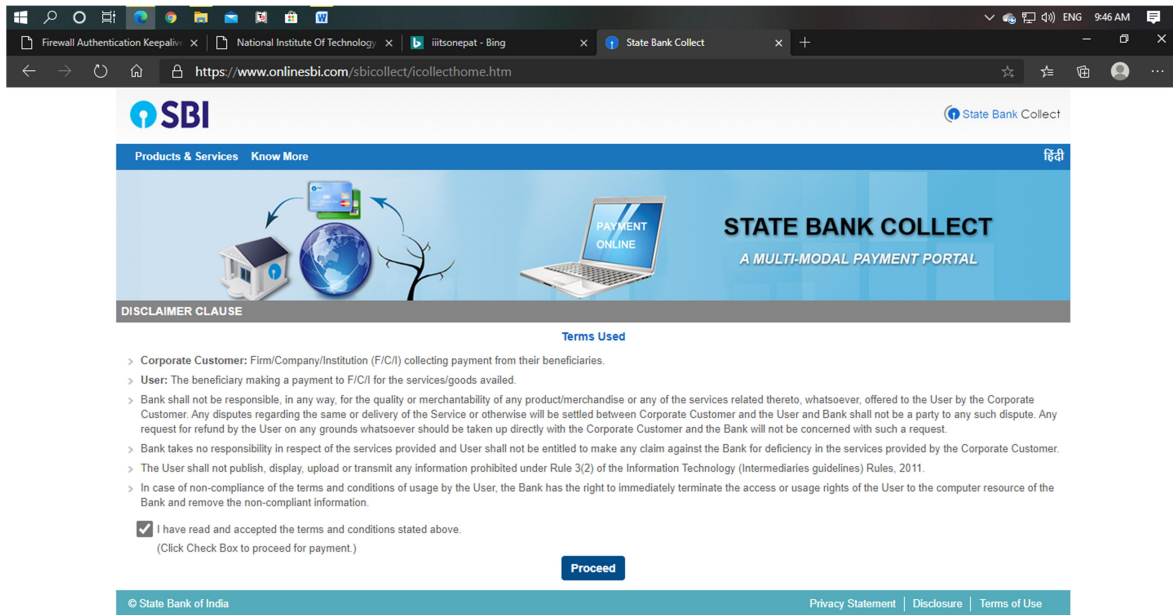 ENG 9:46 AM
Firewall Authentication Keepaliv
National Institute Of Technology
iiitsonepat - Bing
State Bank Collect
https://www.onlinesbi.com/sbicollect/icollecthome.htm
SBI
State Bank Collect
Products & Services Know More हिंदी
PAYMENT
ONLINE
STATE BANK COLLECT
A MULTI-MODAL PAYMENT PORTAL
DISCLAIMER CLAUSE
Terms Used
Corporate Customer: Firm/Company/Institution (F/C/I) collecting payment from their beneficiaries.
User: The beneficiary making a payment to F/C/I for the services/goods availed.
Bank shall not be responsible, in any way, for the quality or merchantability of any product/merchandise or any of the services related thereto, whatsoever, offered to the User by the Corporate
Customer. Any disputes regarding the same or delivery of the Service or otherwise will be settled between Corporate Customer and the User and Bank shall not be a party to any such dispute. Any
request for refund by the User on any grounds whatsoever should be taken up directly with the Corporate Customer and the Bank will not be concerned with such a request.
Bank takes no responsibility in respect of the services provided and User shall not be entitled to make any claim against the Bank for deficiency in the services provided by the Corporate Customer.
The User shall not publish, display, upload or transmit any information prohibited under Rule 3(2) of the Information Technology (Intermediaries guidelines) Rules, 2011.
In case of non-compliance of the terms and conditions of usage by the User, the Bank has the right to immediately terminate the access or usage rights of the User to the computer resource of the
Bank and remove the non-compliant information.
I have read and accepted the terms and conditions stated above.
(Click Check Box to proceed for payment.)
Proceed
© State Bank of India Privacy Statement | Disclosure | Terms of Use